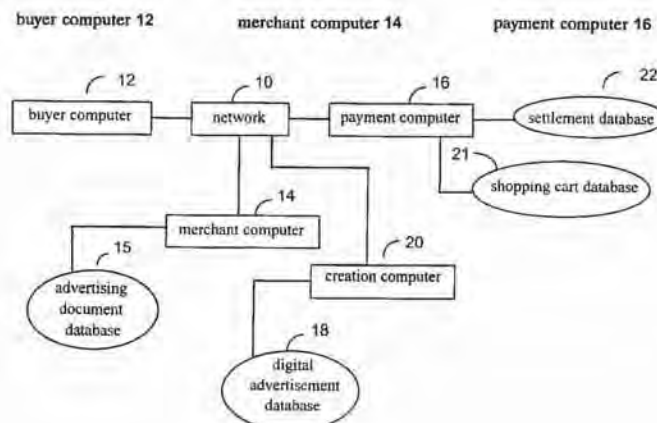 buyer computer 12
merchant computer 14
payment computer 16
12
10
16
22
buyer computer
network
payment computer
settlement database
21
shopping cart database
14
merchant computer
15
advertising
document
database
20
creation computer
18
digital
advertisement
database